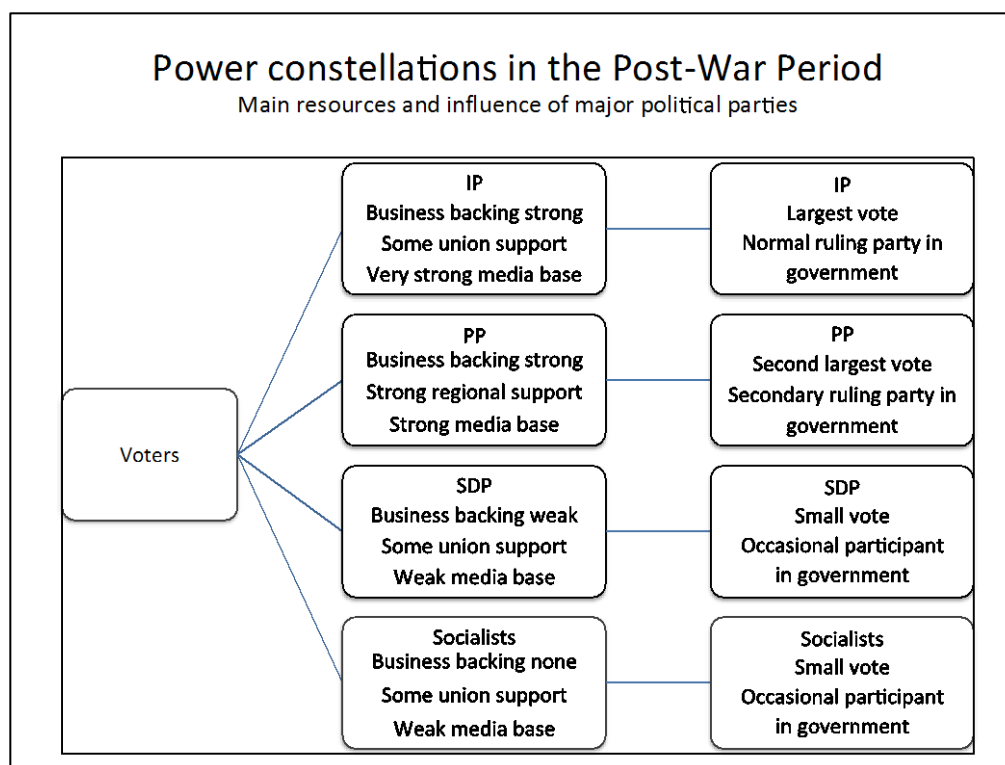 Power constellations in the Post-War Period
Main resources and influence of major political parties
Voters
IP
Business backing strong
Some union support
Very strong media base
IP
Largest vote
Normal ruling party in
government
PP
Business backing strong
Strong regional support
Strong media base
PP
Second largest vote
Secondary ruling party in
government
SDP
Business backing weak
Some union support
Weak media base
SDP
Small vote
Occasional participant
in government
Socialists
Business backing none
Some union support
Weak media base
Socialists
Small vote
Occasional participant
in government